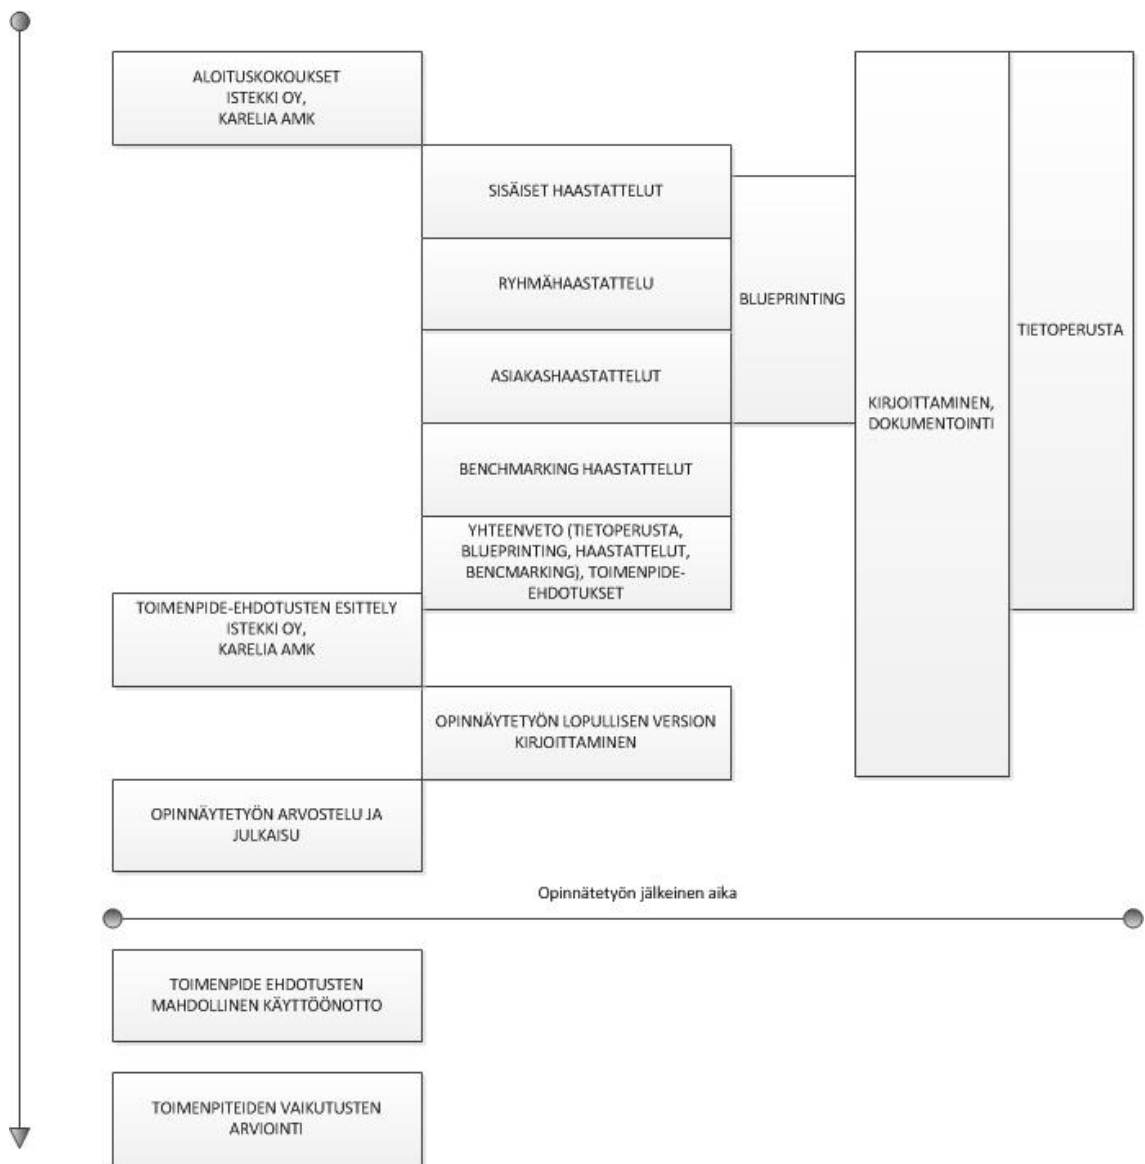 ALOITUSKOKOUKSET
ISTEKKI OY,
KARELIA AMK
SISÄISET HAASTATTELUT
RYHMÄHAASTATTELU
BLUEPRINTING
TIETOPERUSTA
ASIAKASHAASTATTELUT
KIRJOITTAMINEN,
DOKUMENTOINTI
BENCHMARKING HAASTATTELUT
YHTEENVETO (TIETOPERUSTA,
BLUEPRINTING, HAASTATTELUT,
BENCMARKING), TOIMENPIDE-
EHDOTUKSET
TOIMENPIDE-EHDOTUSTEN ESITTELY
ISTEKKI OY,
KARELIA AMK
OPINNÄYTETYÖN LOPULLISEN VERSION
KIRJOITTAMINEN
OPINNÄYTETYÖN ARVOSTELU JA
JULKAISU
Opinnätetyön jälkeinen aika
TOIMENPIDE EHDOTUSTEN
MAHDOLLINEN KÄYTTÖÖNOTTO
TOIMENPITEIDEN VAIKUTUSTEN
ARVIOINTI